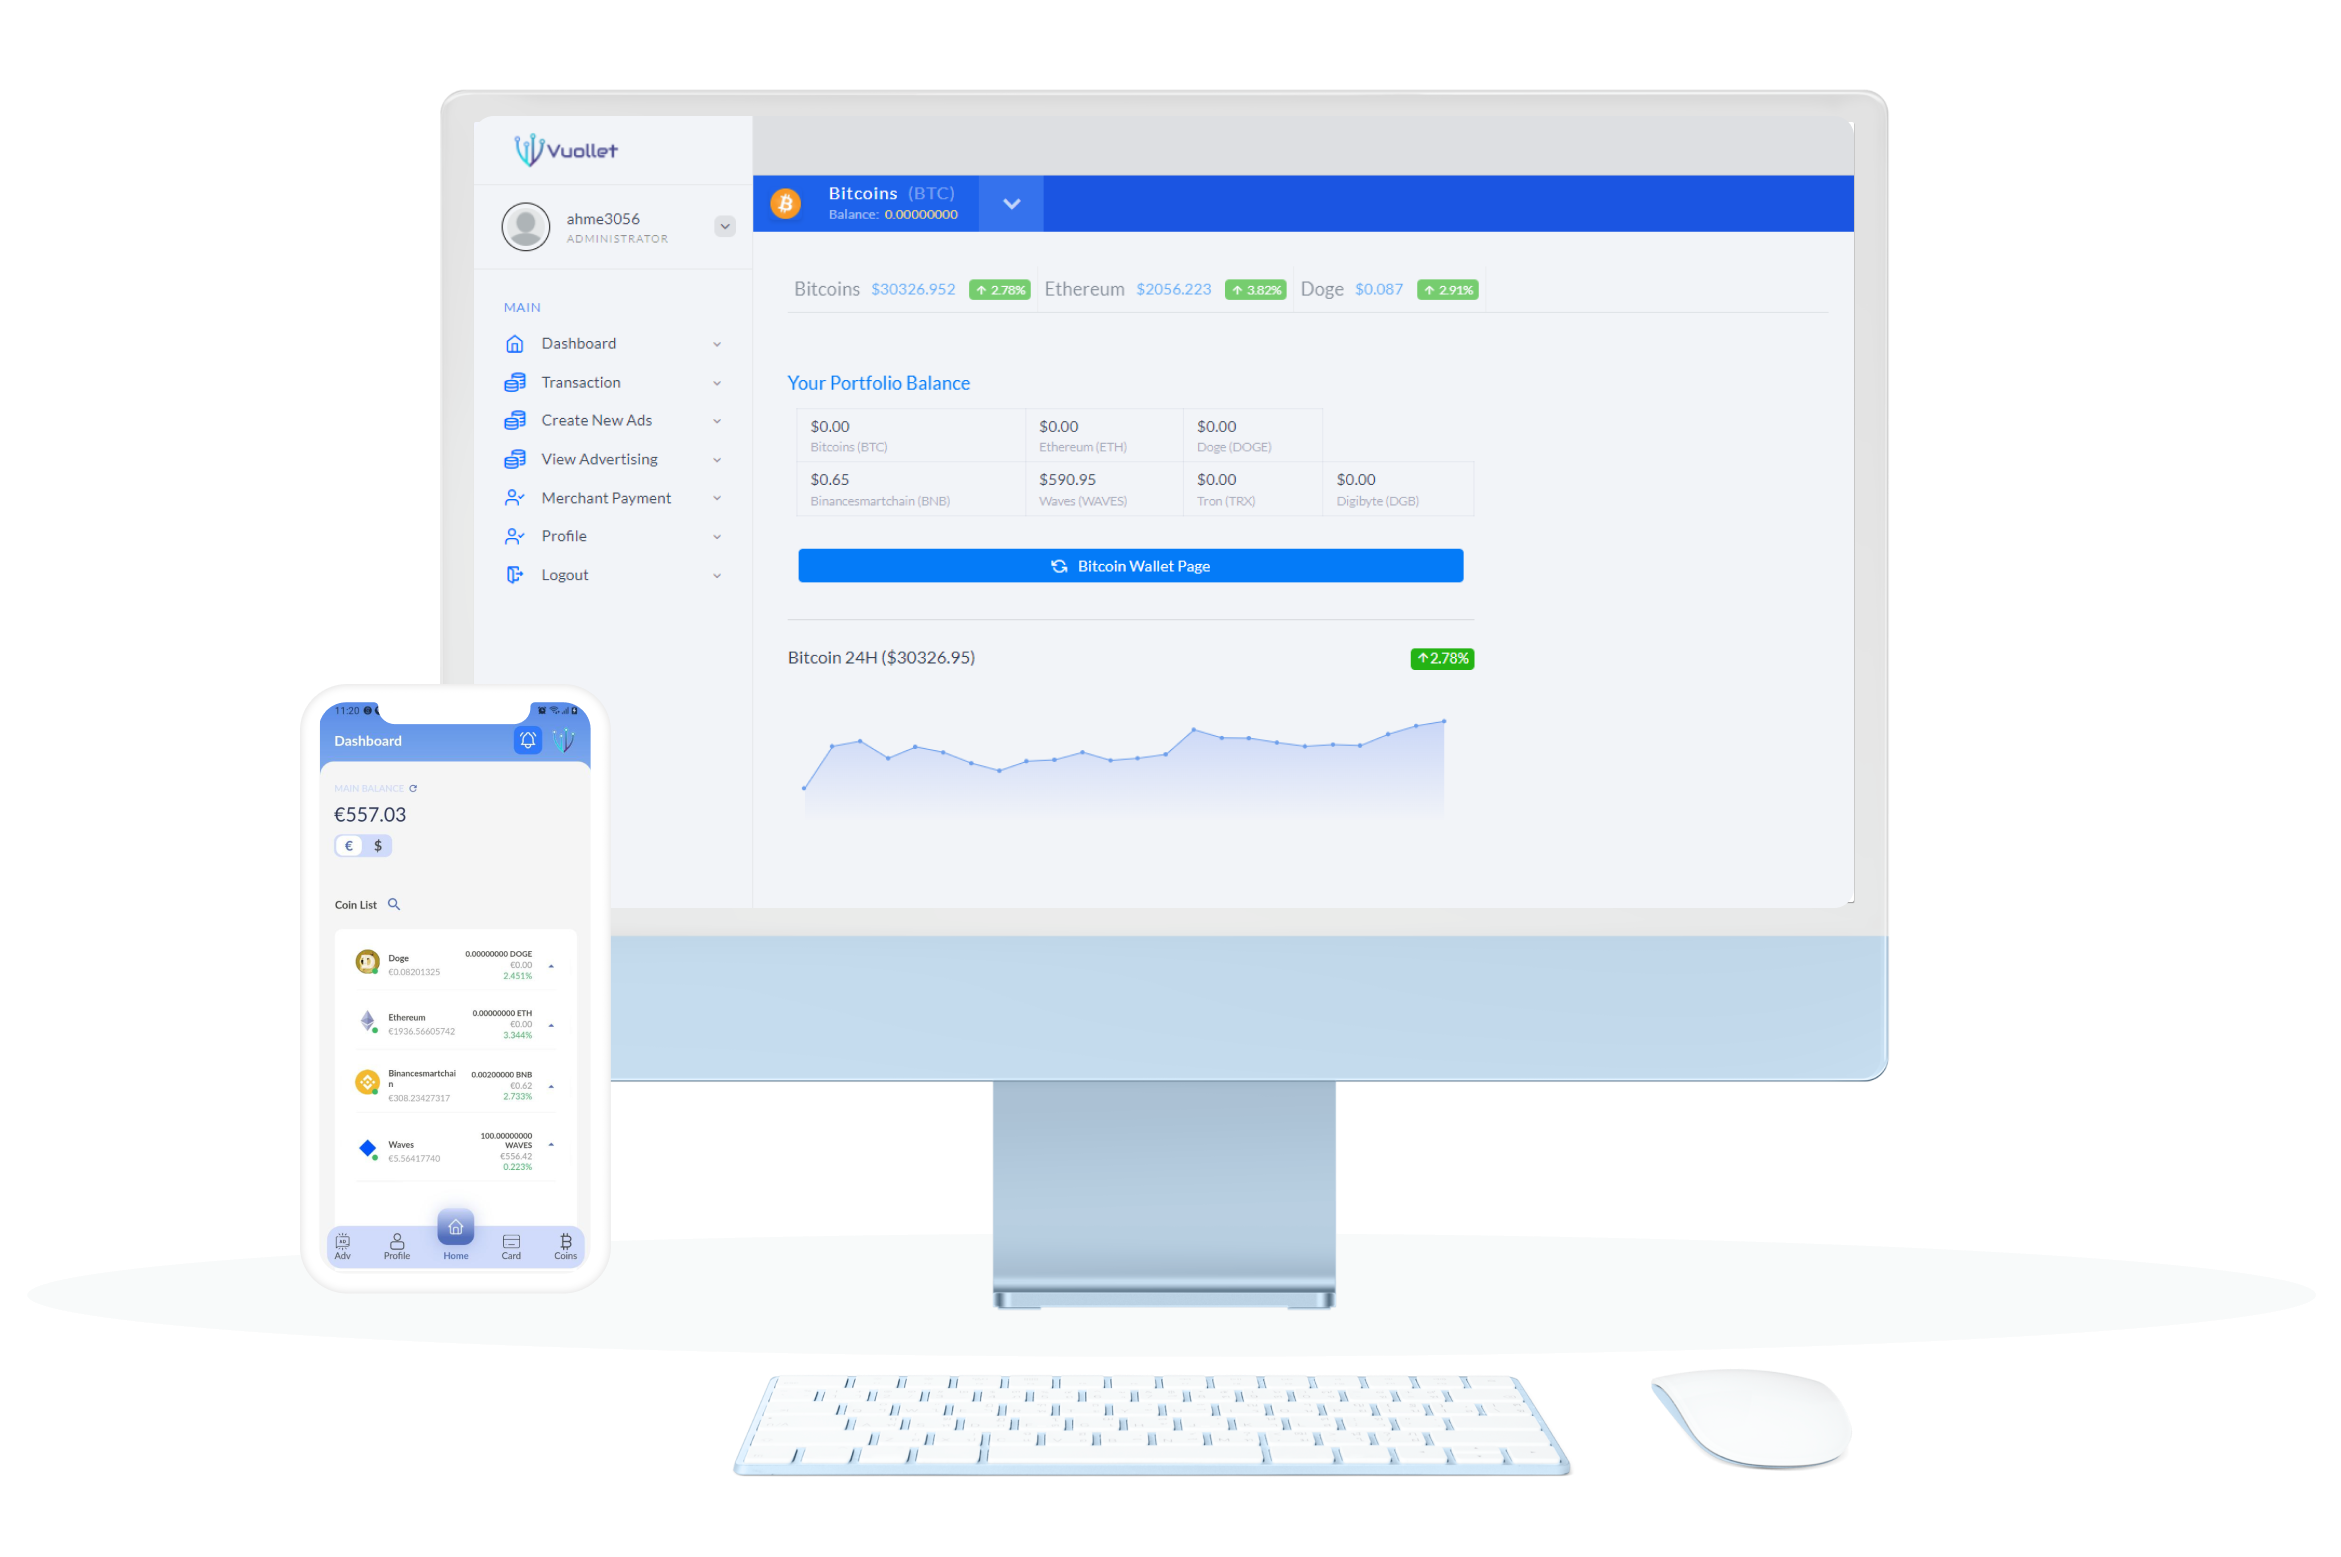 Vuollet
ahme3056
ADMINISTRATOR
MAIN
Dashboard
Transaction
Create New Ads
View Advertising
Merchant Payment
Profile
Logout
Bitcoins (BTC)
Balance: 0.00000000
Bitcoins $30326.952 ↑ 2.78% Ethereum $2056.223 ↑ 3.82% Doge $0.087 ↑ 2.91%
Your Portfolio Balance
$0.00 $0.00 $0.00
Bitcoins (BTC) Ethereum (ETH) Doge (DOGE)
$0.65 $590.95 $0.00 $0.00
Binancesmartchain (BNB) Waves (WAVES) Tron (TRX) Digibyte (DGB)
Bitcoin Wallet Page
Bitcoin 24H ($30326.95) ↑2.78%
11:20
Dashboard
MAIN BALANCE
€557.03
€ $
Coin List
Doge
€0.08201325
0.00000000 DOGE
€0.00
2.451%
Ethereum
€1936.56605742
0.00000000 ETH
€0.00
3.344%
Binancesmartchai
n
€308.23427317
0.00200000 BNB
€0.62
2.733%
Waves
€5.56417740
100.00000000
WAVES
€556.42
0.223%
Adv Profile Home Card Coins